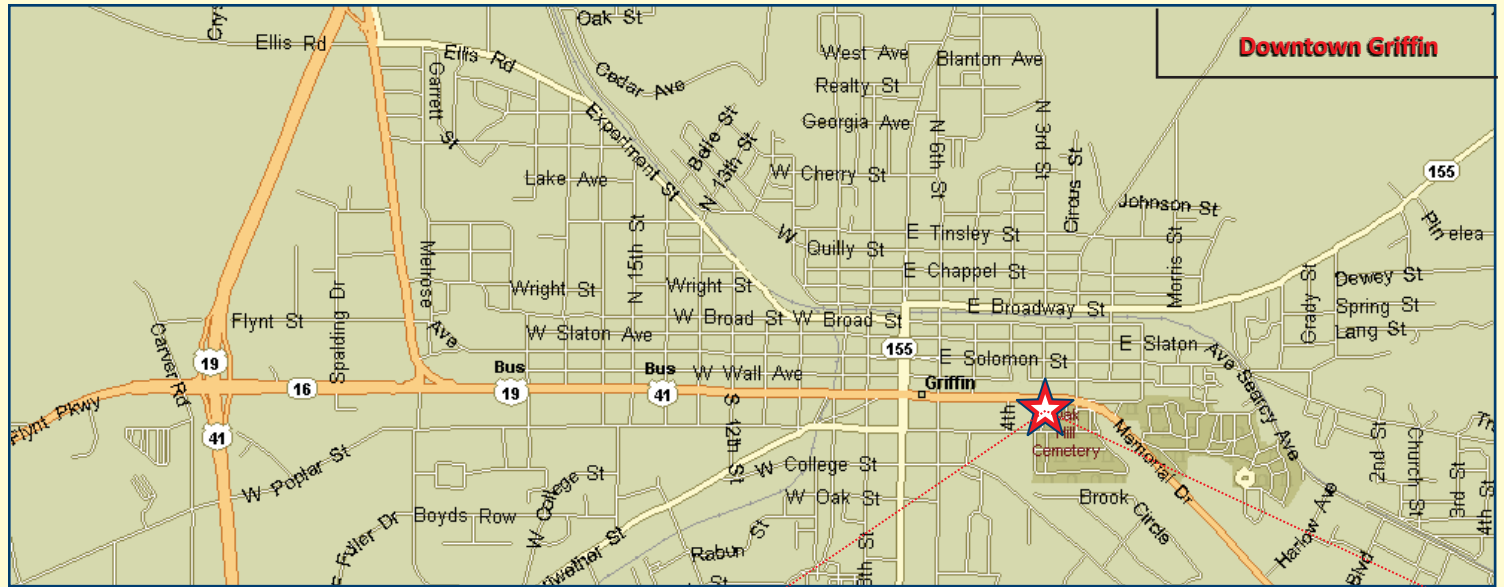 Downtown Griffin
Oak St
Ellis Rd
Ellis Rd
Cedar Ave
West Ave
Blanton Ave
Realty St
Garrett St
Experiment St
Belle St
N 13th St
Georgia Ave
N 6th St
N 3rd St
Circus St
155
Lake Ave
W Cherry St
Johnson St
Pin elea
W Quilly St
E Tinsley St
Melrose Ave
N 15th St
E Chappel St
Morris St
Dewey St
Wright St
Wright St
Spalding Dr
Grady St
Spring St
Flynt St
W Broad St
W Broad St
E Broadway St
Lang St
Carver Rd
W Slaton Ave
155
E Solomon St
E Slaton Ave
Searcy Ave
19
16
Bus
19
Bus
41
W Wall Ave
Griffin
Flynt Pkwy
41
S 12th St
4th
Hill
Cemetery
Memorial Dr
2nd St
Church St
3rd St
4th St
W Poplar St
W College St
W College St
W Oak St
Brook Circle
Harlow Ave
Boyds Row
Fuller Dr
Rabun St
St
Blvd